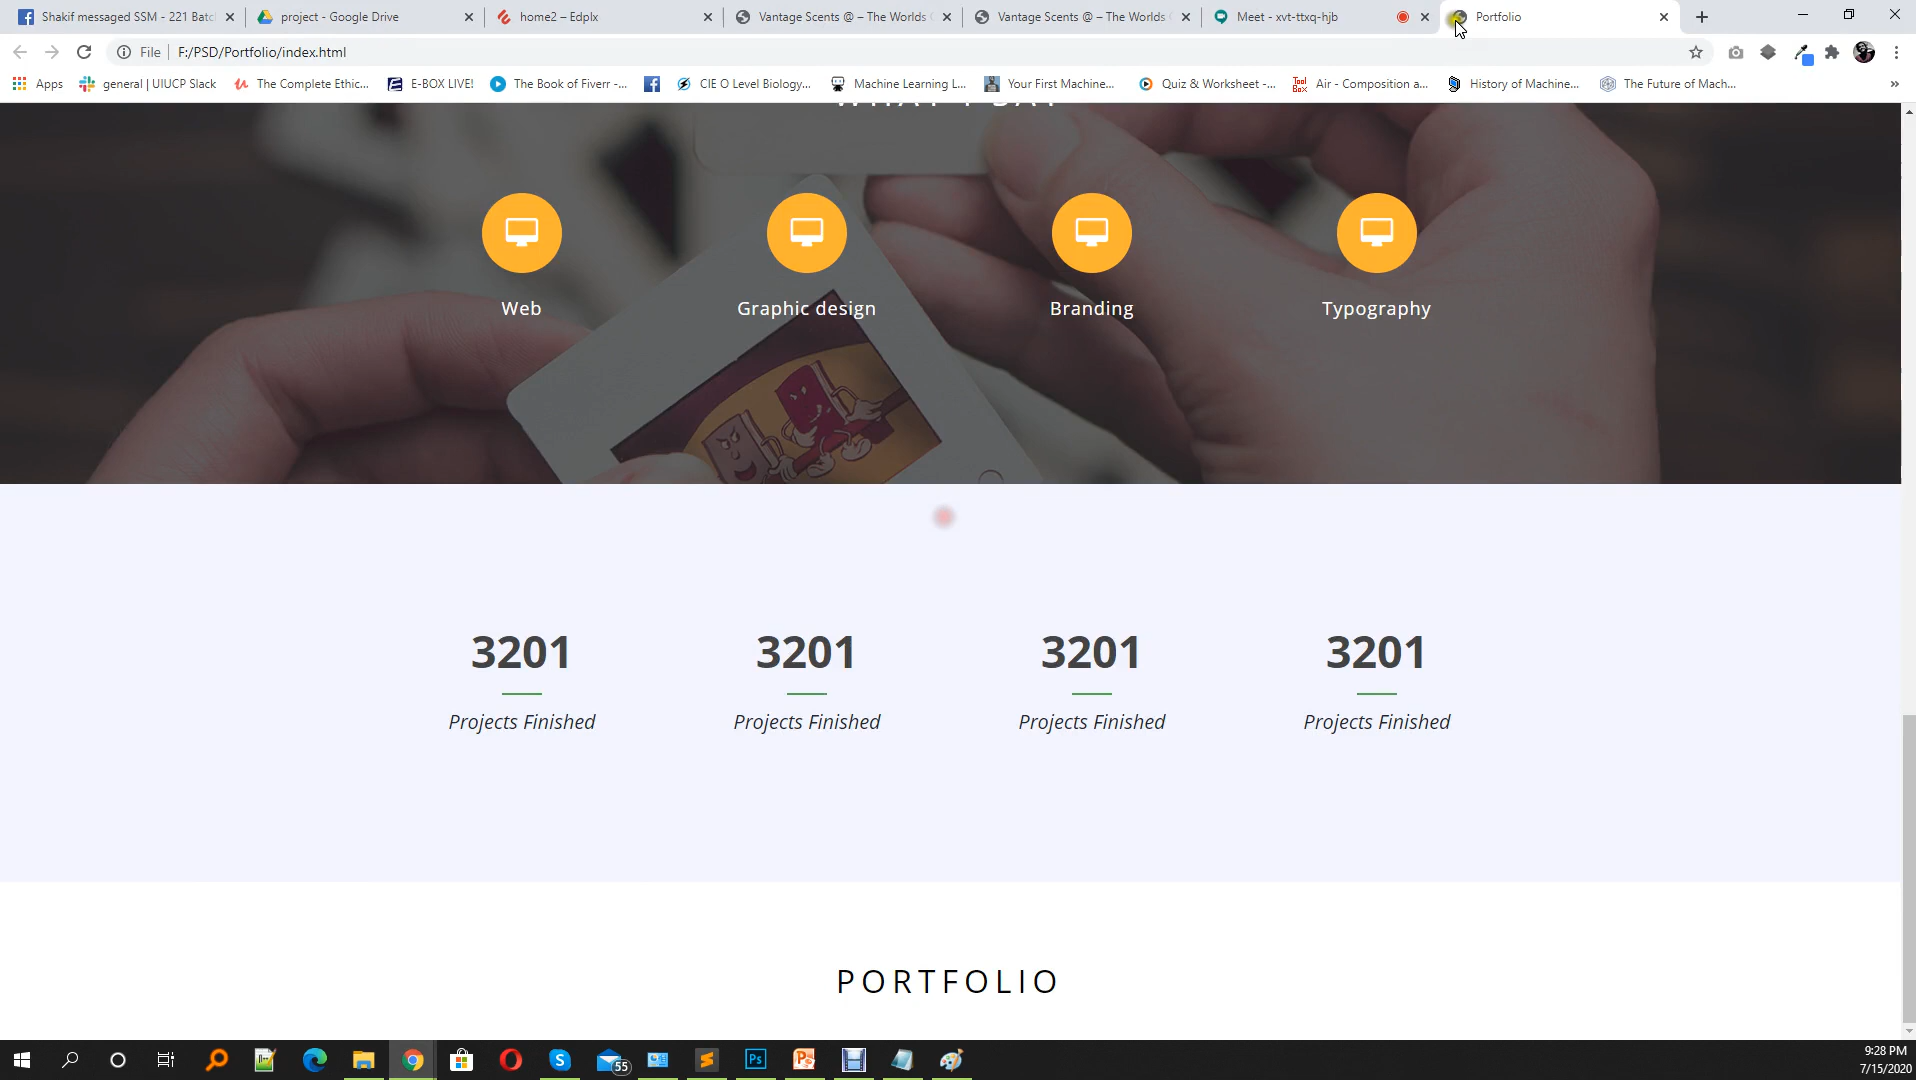 Shakif messaged SSM - 221 Batc
project - Google Drive
home2 – Edplx
Vantage Scents @ – The Worlds
Vantage Scents @ – The Worlds
Meet - xvt-ttxq-hjb
Portfolio
File
F:/PSD/Portfolio/index.html
Apps
general | UIUCP Slack
The Complete Ethic...
E-BOX LIVE!
The Book of Fiverr -...
CIE O Level Biology...
Machine Learning L...
Your First Machine...
Quiz & Worksheet -...
Tool Box
Air - Composition a...
History of Machine...
The Future of Mach...
»
Web
Graphic design
Branding
Typography
3201
3201
3201
3201
Projects Finished
Projects Finished
Projects Finished
Projects Finished
PORTFOLIO
55
Ps
9:28 PM
7/15/2020